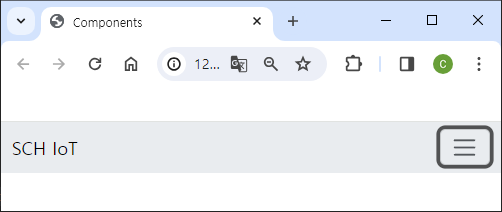 Components
12...
C
SCH IoT